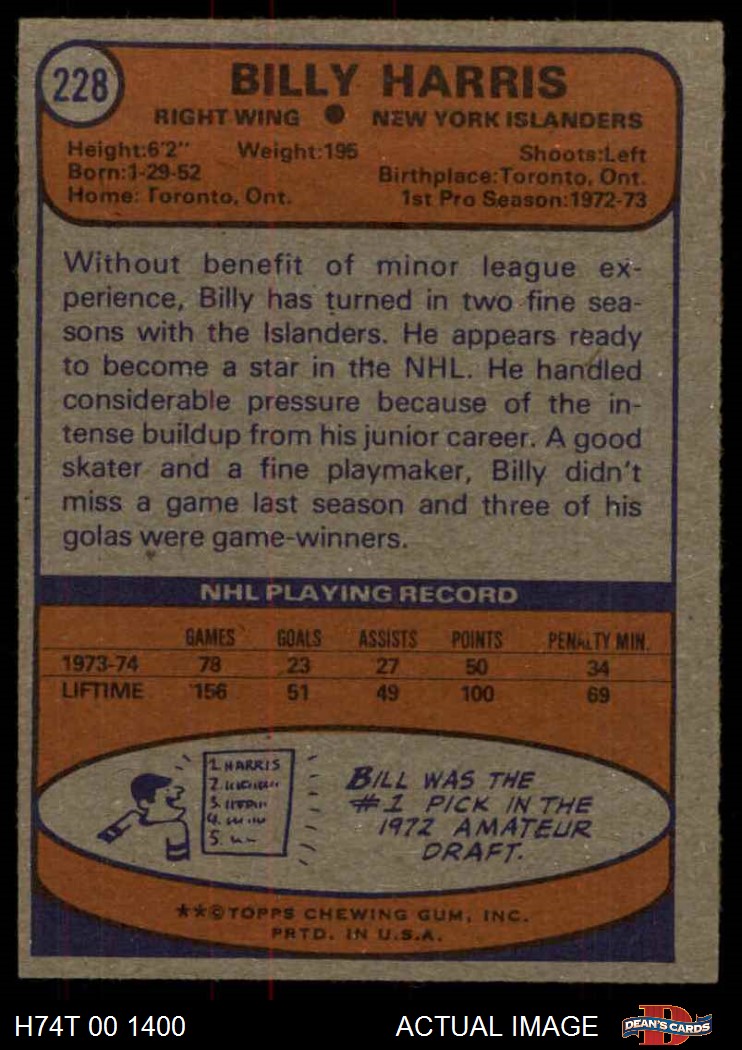 228
BILLY HARRIS
RIGHT WING ● NEW YORK ISLANDERS
Height:6'2" Weight:195 Shoots:Left
Born:1-29-52 Birthplace:Toronto, Ont.
Home: Toronto, Ont. 1st Pro Season:1972-73
Without benefit of minor league ex-
perience, Billy has turned in two fine sea-
sons with the Islanders. He appears ready
to become a star in the NHL. He handled
considerable pressure because of the in-
tense buildup from his junior career. A good
skater and a fine playmaker, Billy didn't
miss a game last season and three of his
golas were game-winners.
NHL PLAYING RECORD
GAMES GOALS ASSISTS POINTS PENALTY MIN.
1973-74 78 23 27 50 34
LIFTIME 156 51 49 100 69
1. HARRIS
2.
3.
4.
5.
BILL WAS THE
#1 PICK IN THE
1972 AMATEUR
DRAFT.
**©TOPPS CHEWING GUM, INC.
PRTD. IN U.S.A.
H74T 00 1400 ACTUAL IMAGE DEAN'S CARDS